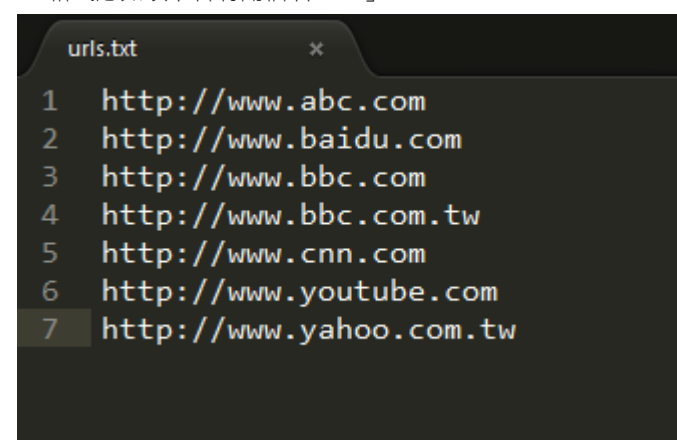 urls.txt ×
1 http://www.abc.com
2 http://www.baidu.com
3 http://www.bbc.com
4 http://www.bbc.com.tw
5 http://www.cnn.com
6 http://www.youtube.com
7 http://www.yahoo.com.tw